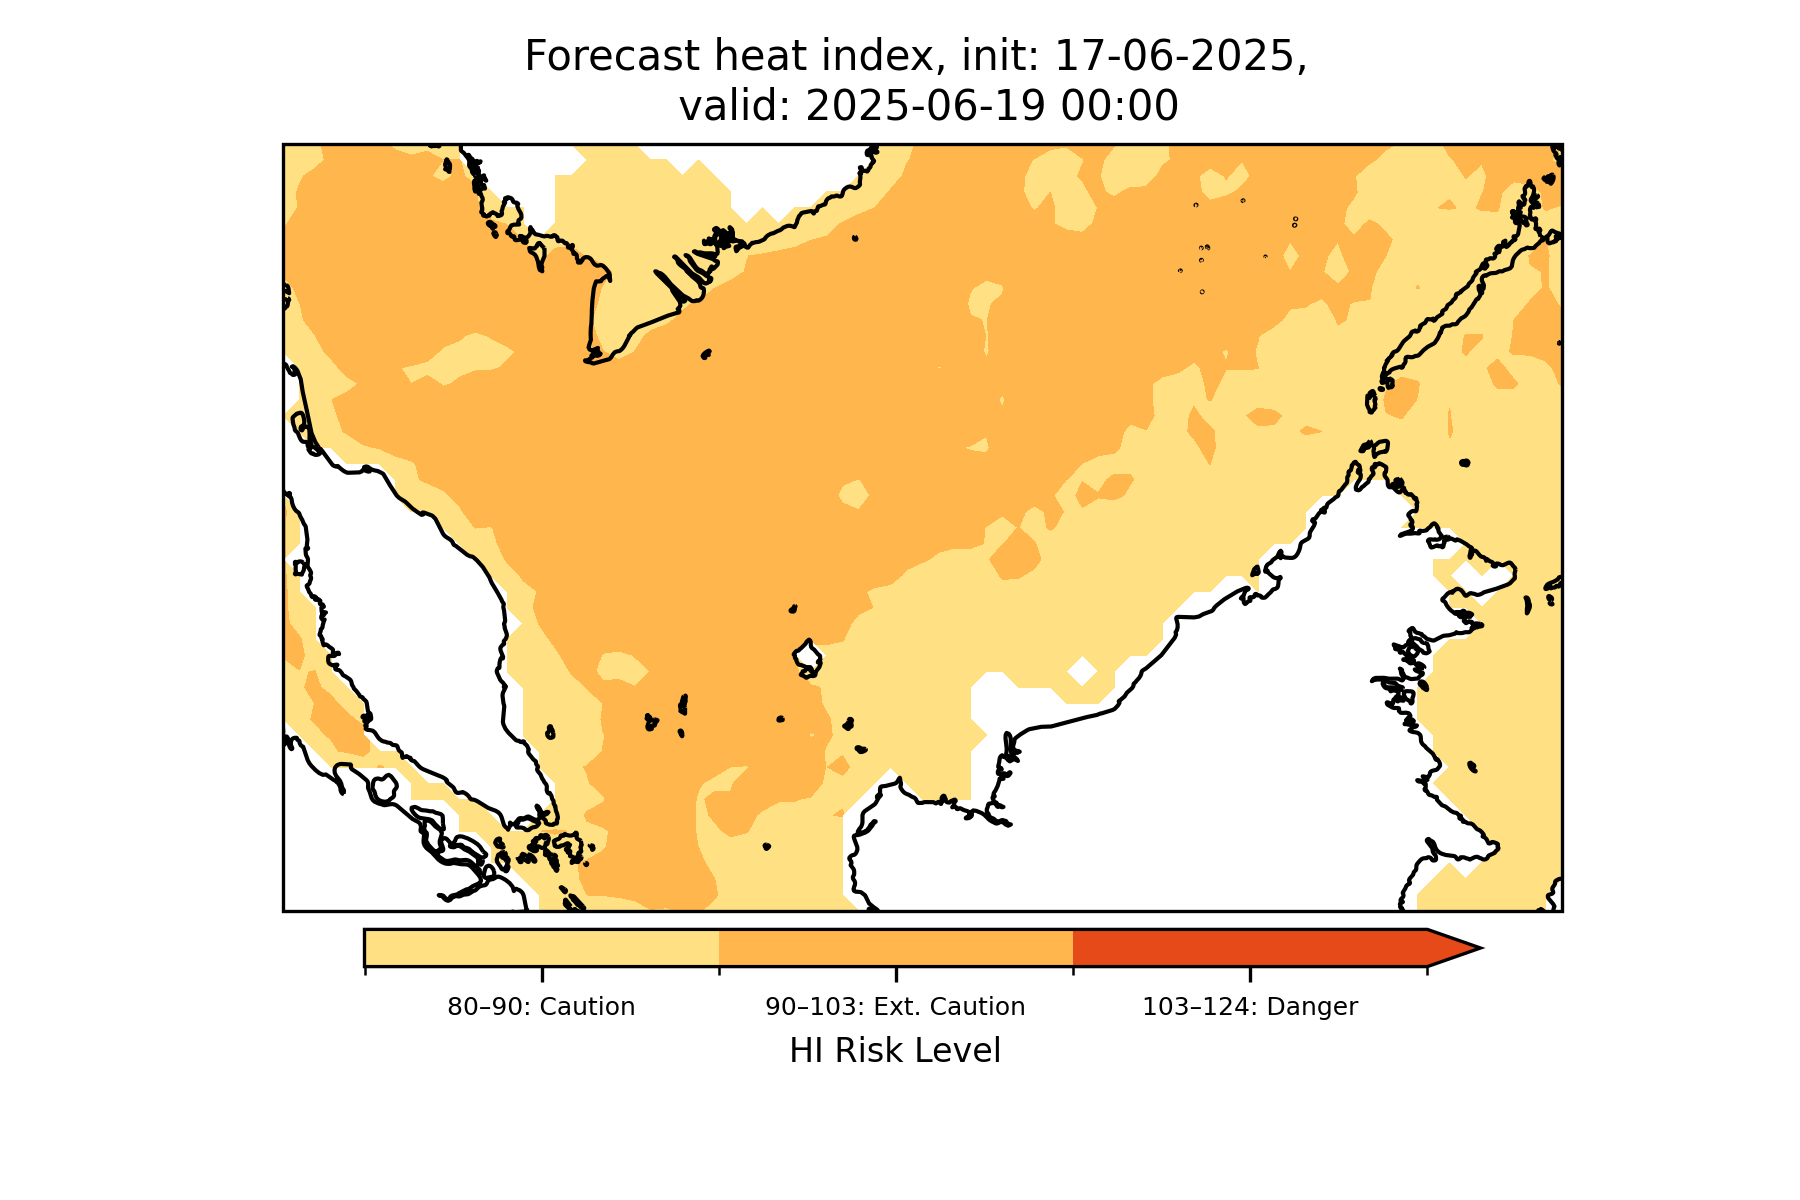 Forecast heat index, init: 17-06-2025,
valid: 2025-06-19 00:00
80–90: Caution
90–103: Ext. Caution
103–124: Danger
HI Risk Level